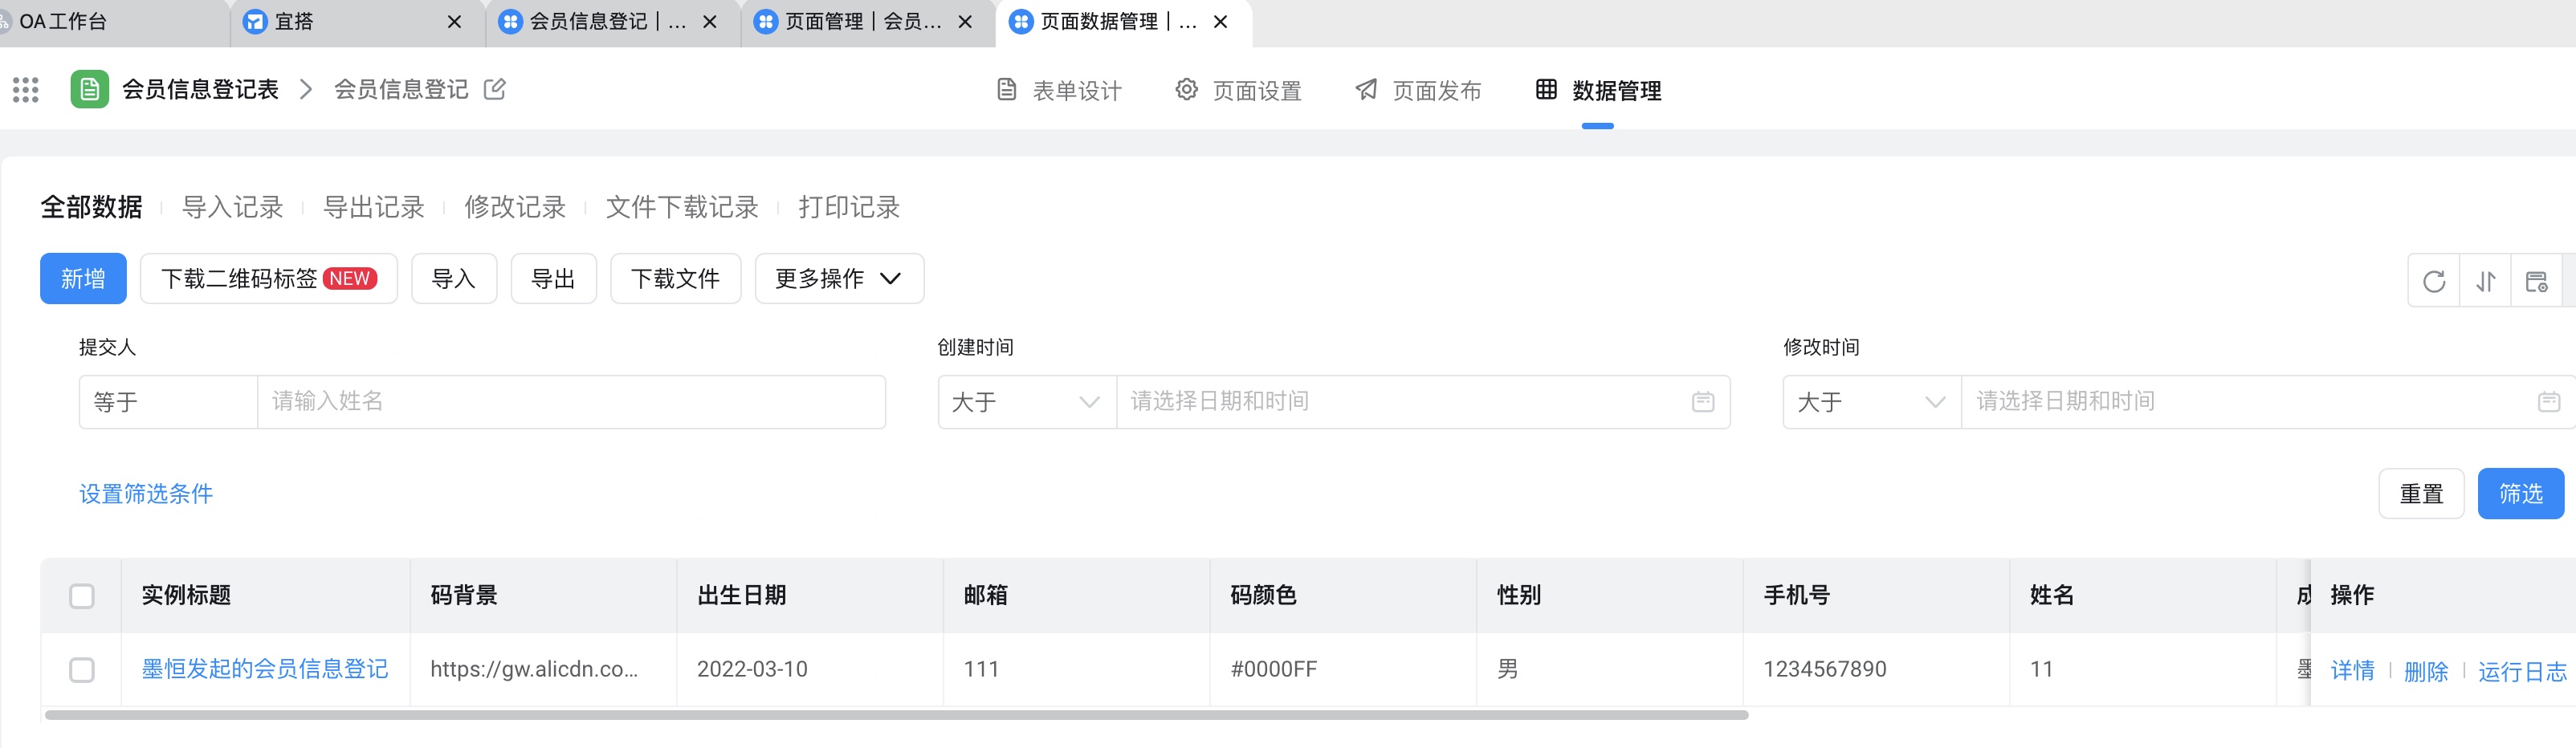 OA工作台 宜搭 会员信息登记｜... 页面管理｜会员... 页面数据管理｜...
会员信息登记表 会员信息登记 表单设计 页面设置 页面发布 数据管理
全部数据 导入记录 导出记录 修改记录 文件下载记录 打印记录
新增 下载二维码标签 NEW 导入 导出 下载文件 更多操作
提交人 创建时间 修改时间
等于 请输入姓名 大于 请选择日期和时间 大于 请选择日期和时间
设置筛选条件 重置 筛选
实例标题 码背景 出生日期 邮箱 码颜色 性别 手机号 姓名 操作
墨恒发起的会员信息登记 https://gw.alicdn.co... 2022-03-10 111 #0000FF 男 1234567890 11 详情 删除 运行日志